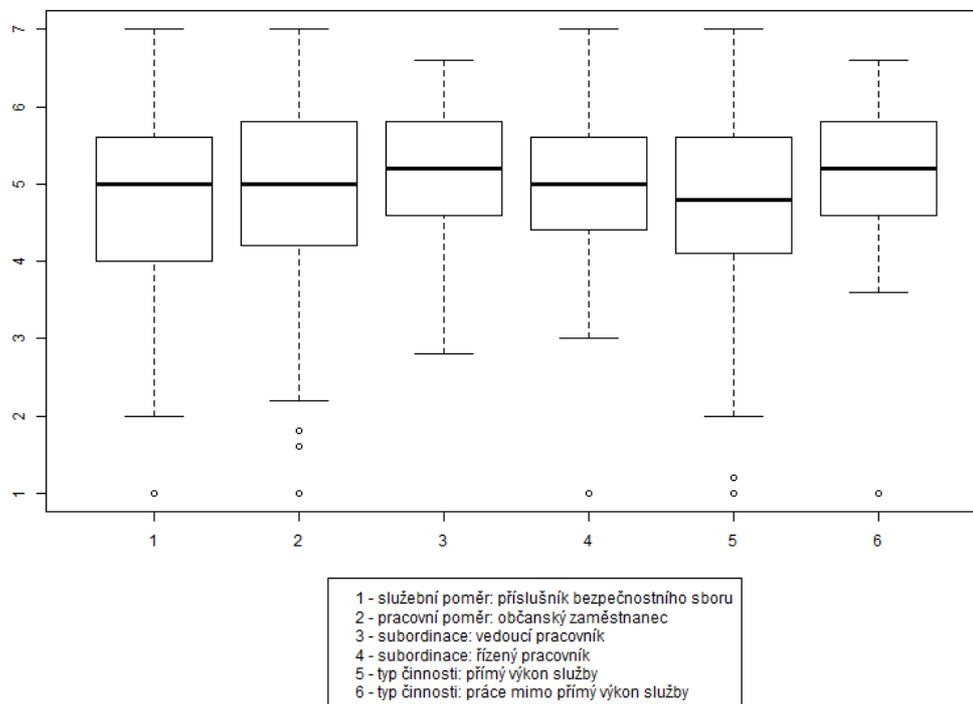 7
6
5
4
3
2
1
1 2 3 4 5 6
1 - služební poměr: příslušník bezpečnostního sboru
2 - pracovní poměr: občanský zaměstnanec
3 - subordinace: vedoucí pracovník
4 - subordinace: řízený pracovník
5 - typ činnosti: přímý výkon služby
6 - typ činnosti: práce mimo přímý výkon služby